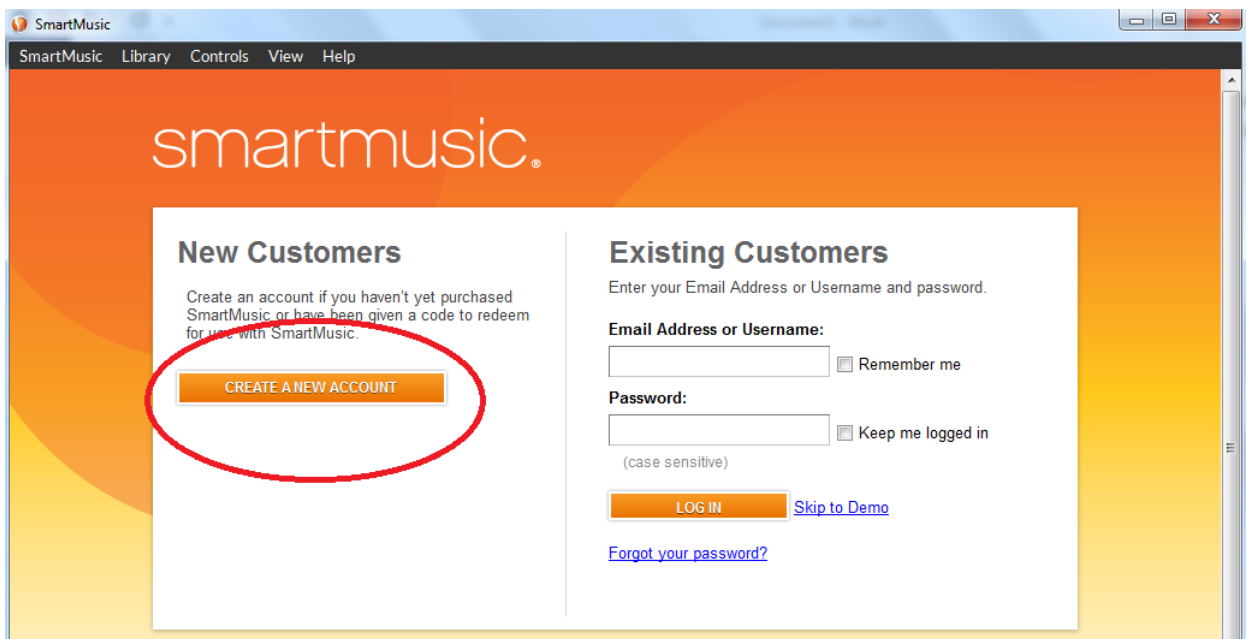 SmartMusic
SmartMusic Library Controls View Help
smartmusic.®
New Customers
Create an account if you haven't yet purchased
SmartMusic or have been given a code to redeem
for use with SmartMusic.
CREATE A NEW ACCOUNT
Existing Customers
Enter your Email Address or Username and password.
Email Address or Username:
Remember me
Password:
Keep me logged in
(case sensitive)
LOG IN Skip to Demo
Forgot your password?